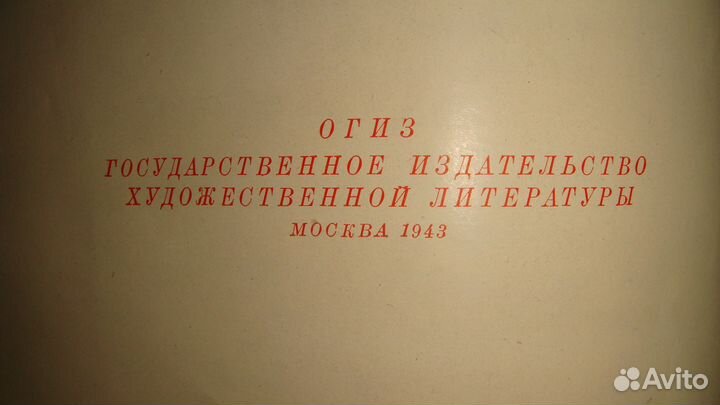 ОГИЗ
ГОСУДАРСТВЕННОЕ ИЗДАТЕЛЬСТВО
ХУДОЖЕСТВЕННОЙ ЛИТЕРАТУРЫ
МОСКВА 1943
Avito